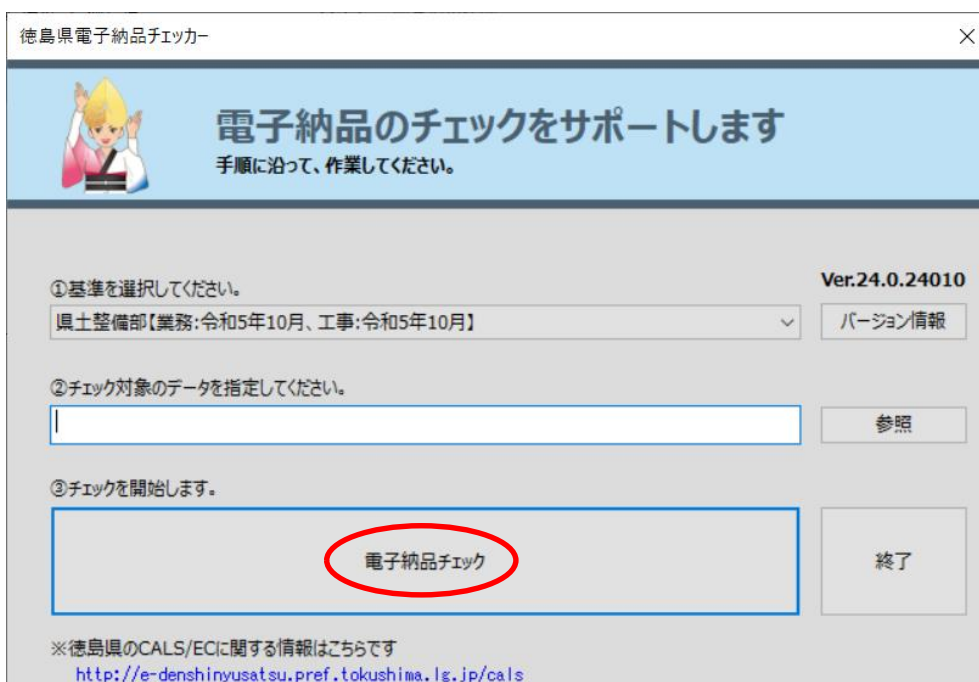 徳島県電子納品チェッカー
電子納品のチェックをサポートします
手順に沿って、作業してください。
①基準を選択してください。
Ver.24.0.24010
県土整備部【業務:令和5年10月、工事:令和5年10月】
バージョン情報
②チェック対象のデータを指定してください。
参照
③チェックを開始します。
電子納品チェック
終了
※徳島県のCALS/ECに関する情報はこちらです
http://e-denshinyusatsu.pref.tokushima.lg.jp/cals